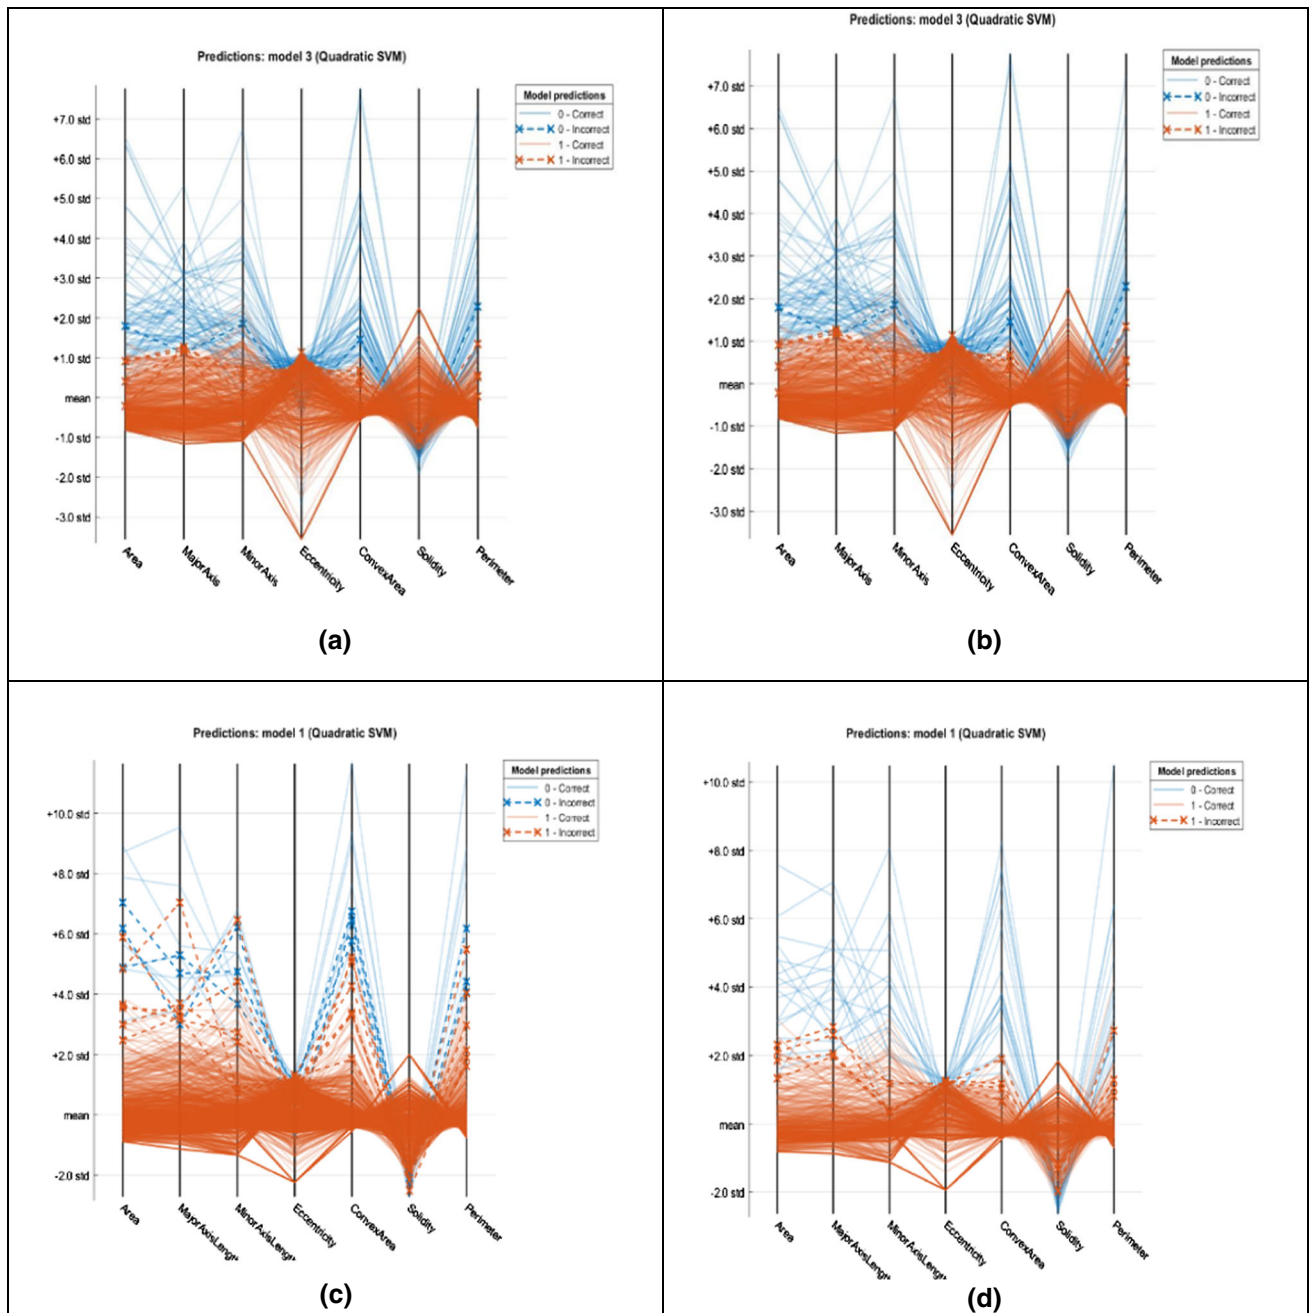 Predictions: model 3 (Quadratic SVM)
Model predictions
0 - Correct
0 - Incorrect
1 - Correct
1 - Incorrect
+7.0 std
+6.0 std
+5.0 std
+4.0 std
+3.0 std
+2.0 std
+1.0 std
mean
-1.0 std
-2.0 std
-3.0 std
Area
MajorAxis
MinorAxis
Eccentricity
ConvexArea
Solidity
Perimeter
(a)
Predictions: model 3 (Quadratic SVM)
Model predictions
0 - Correct
0 - Incorrect
1 - Correct
1 - Incorrect
+7.0 std
+6.0 std
+5.0 std
+4.0 std
+3.0 std
+2.0 std
+1.0 std
mean
-1.0 std
-2.0 std
-3.0 std
Area
MajorAxis
MinorAxis
Eccentricity
ConvexArea
Solidity
Perimeter
(b)
Predictions: model 1 (Quadratic SVM)
Model predictions
0 - Correct
0 - Incorrect
1 - Correct
1 - Incorrect
+10.0 std
+8.0 std
+6.0 std
+4.0 std
+2.0 std
mean
-2.0 std
Area
MajorAxisLength
MinorAxisLength
Eccentricity
ConvexArea
Solidity
Perimeter
(c)
Predictions: model 1 (Quadratic SVM)
Model predictions
0 - Correct
1 - Correct
1 - Incorrect
+10.0 std
+8.0 std
+6.0 std
+4.0 std
+2.0 std
mean
-2.0 std
Area
MajorAxisLength
MinorAxisLength
Eccentricity
ConvexArea
Solidity
Perimeter
(d)